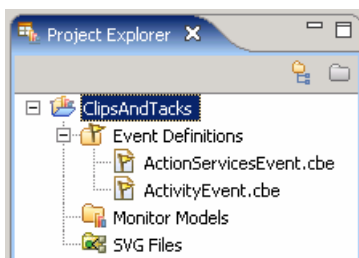 Project Explorer
ClipsAndTacks
Event Definitions
ActionServicesEvent.cbe
ActivityEvent.cbe
Monitor Models
SVG Files